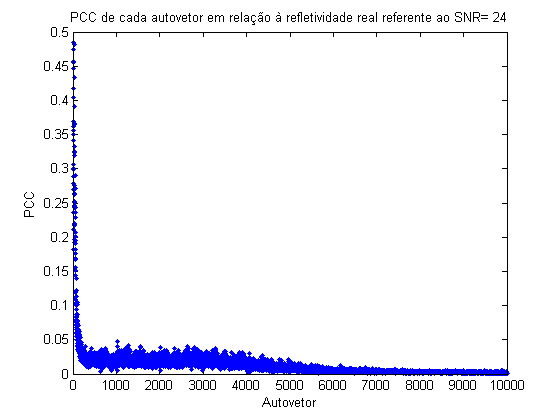 PCC de cada autovetor em relação à refletividade real referente ao SNR= 24
0.5
0.45
0.4
0.35
0.3
0.25
0.2
0.15
0.1
0.05
0
PCC
0 1000 2000 3000 4000 5000 6000 7000 8000 9000 10000
Autovetor